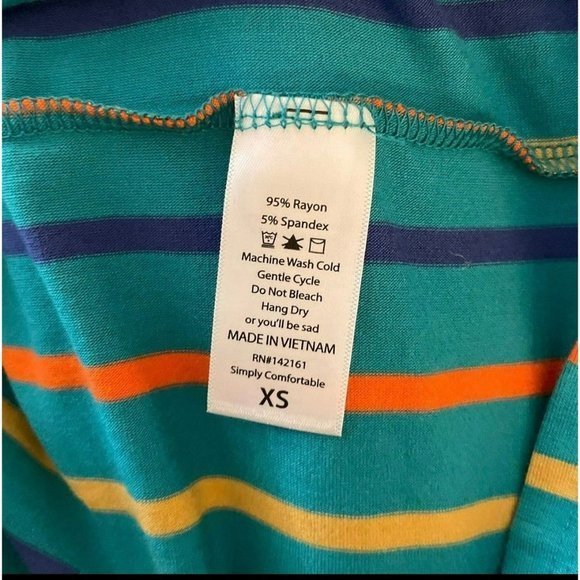 95% Rayon
5% Spandex
Machine Wash Cold
Gentle Cycle
Do Not Bleach
Hang Dry
or you'll be sad
MADE IN VIETNAM
RN#142161
Simply Comfortable
XS